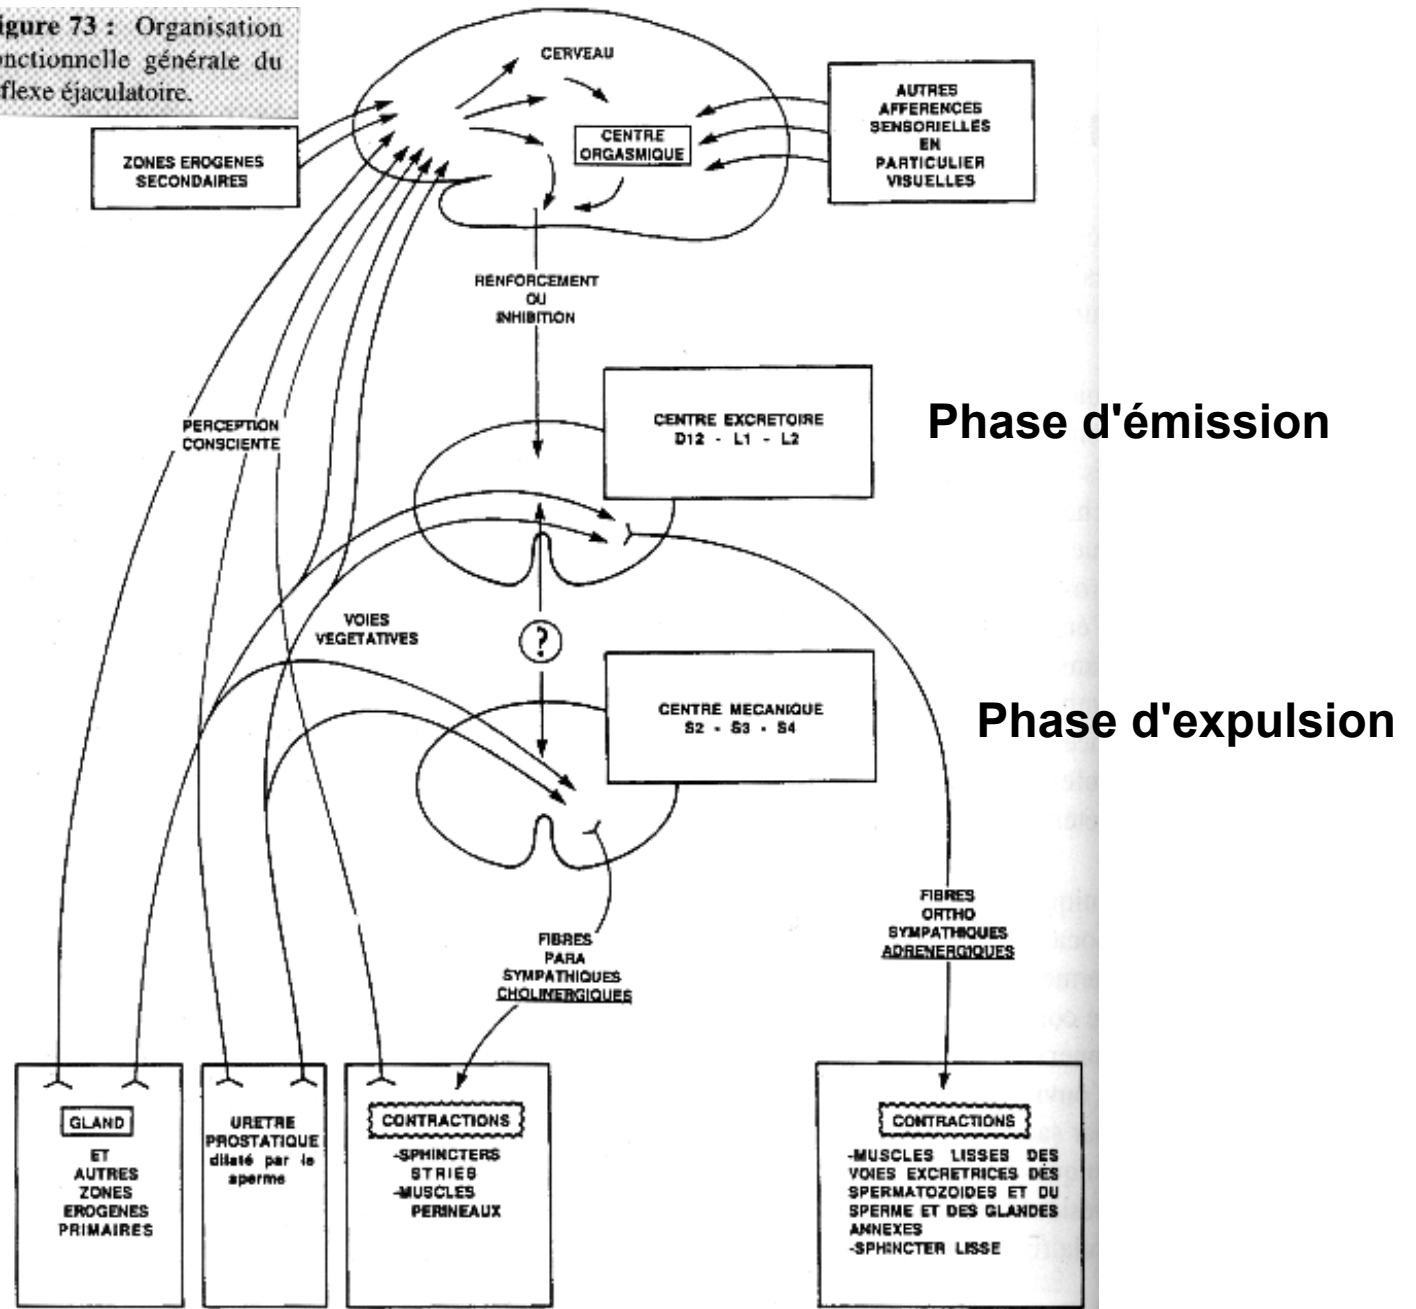 igure 73 : Organisation
onctionnelle générale du
flexe éjaculatoire.
CERVEAU
ZONES EROGENES
SECONDAIRES
CENTRE
ORGASMIQUE
AUTRES
AFFERENCES
SENSORIELLES
EN
PARTICULIER
VISUELLES
RENFORCEMENT
OU
INHIBITION
PERCEPTION
CONSCIENTE
CENTRE EXCRETOIRE
D12 - L1 - L2
Phase d'émission
VOIES
VEGETATIVES
?
CENTRE MECANIQUE
S2 - S3 - S4
Phase d'expulsion
FIBRES
PARA
SYMPATHIQUES
CHOLINERGIQUES
FIBRES
ORTHO
SYMPATHIQUES
ADRENERGIQUES
GLAND
ET
AUTRES
ZONES
EROGENES
PRIMAIRES
URETRE
PROSTATIQUE
dilaté par le
sperme
CONTRACTIONS
-SPHINCTERS
STRIES
-MUSCLES
PERINEAUX
CONTRACTIONS
-MUSCLES LISSES DES
VOIES EXCRETRICES DES
SPERMATOZOIDES ET DU
SPERME ET DES GLANDES
ANNEXES
-SPHINCTER LISSE